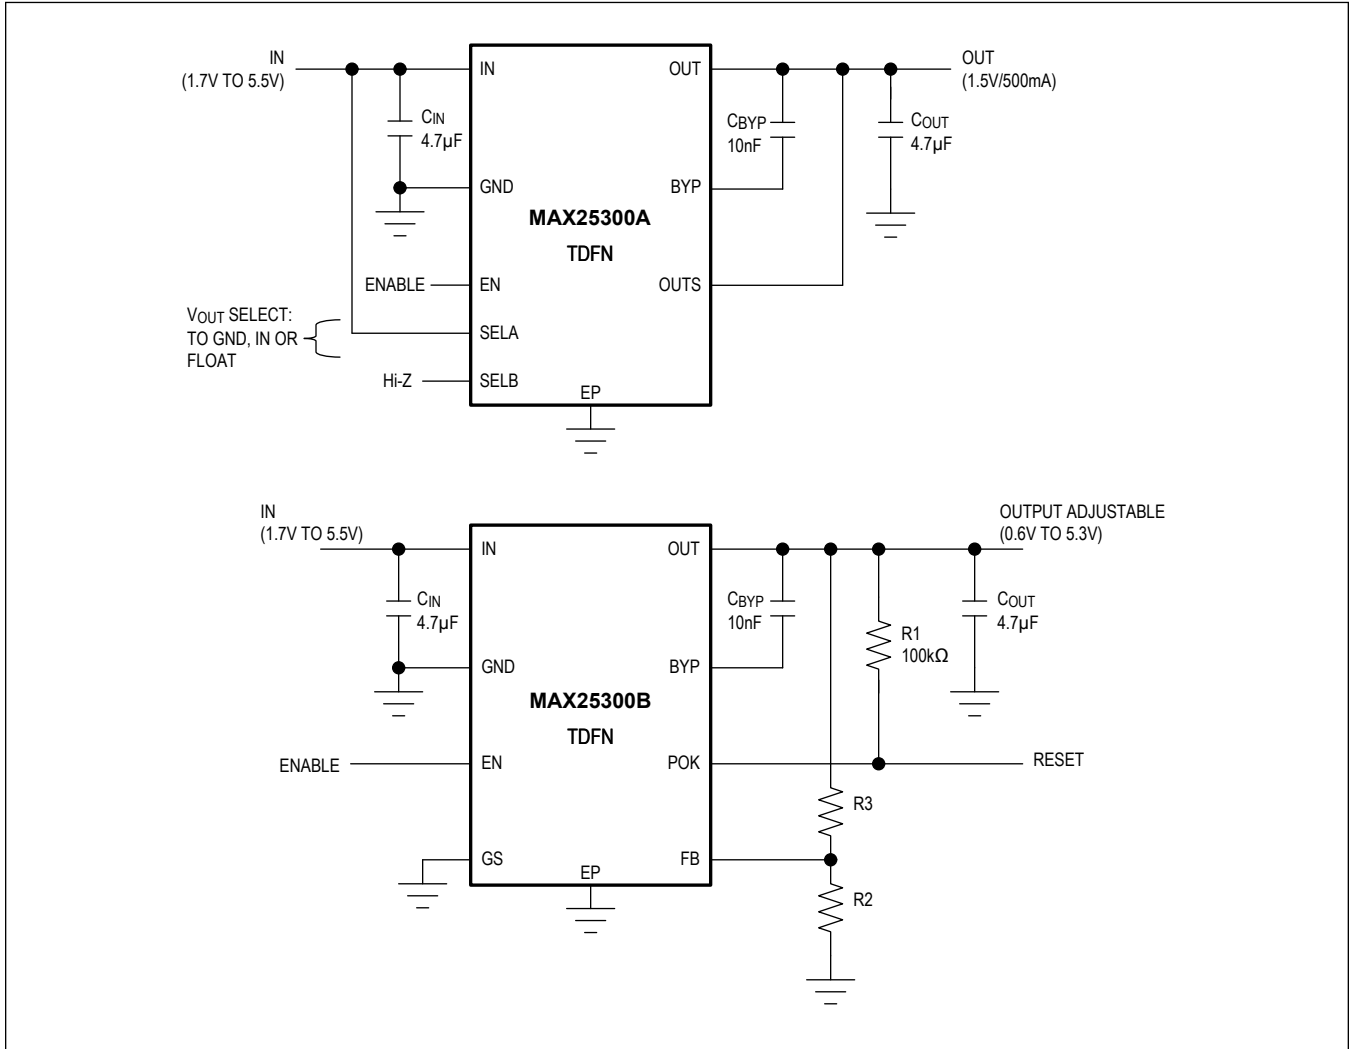 IN
(1.7V TO 5.5V)
IN
OUT
OUT
(1.5V/500mA)
CIN
4.7µF
CBYP
10nF
COUT
4.7µF
GND
BYP
MAX25300A
TDFN
ENABLE
EN
OUTS
VOUT SELECT:
TO GND, IN OR
FLOAT
SELA
Hi-Z
SELB
EP
IN
(1.7V TO 5.5V)
IN
OUT
OUTPUT ADJUSTABLE
(0.6V TO 5.3V)
CIN
4.7µF
CBYP
10nF
COUT
4.7µF
R1
100kΩ
GND
BYP
MAX25300B
TDFN
ENABLE
EN
POK
RESET
R3
GS
FB
EP
R2